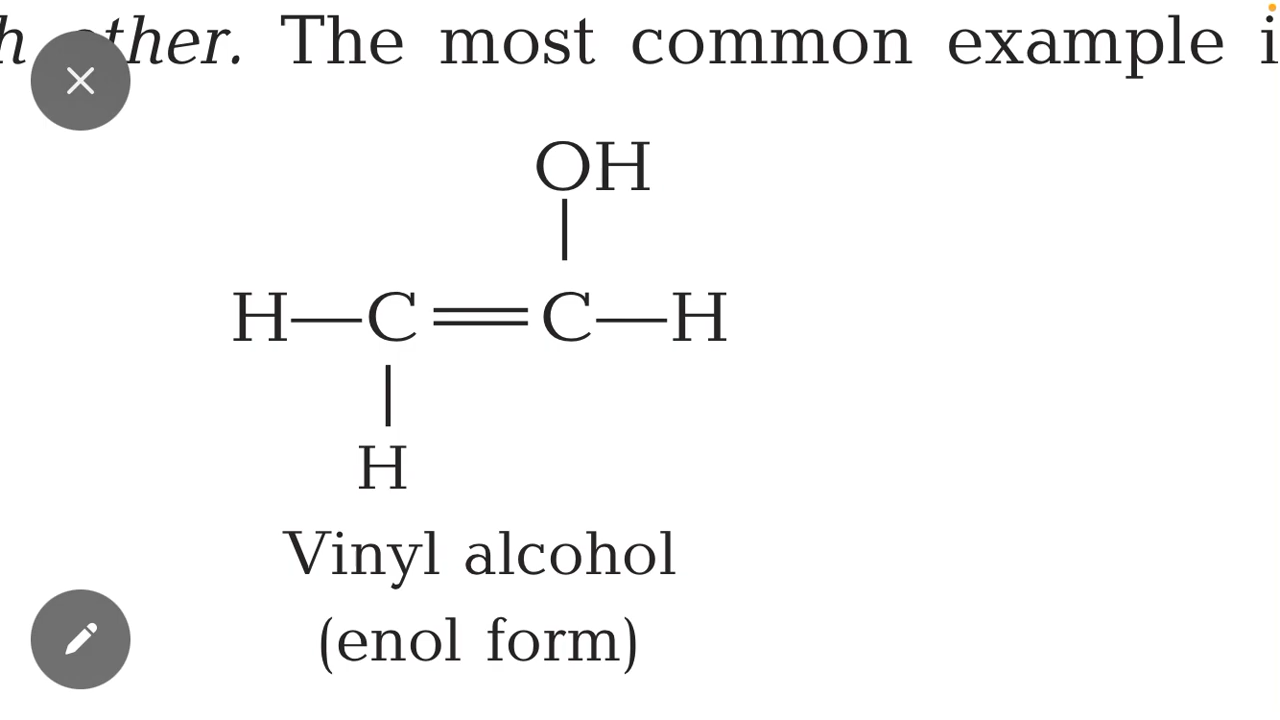 other. The most common example
OH
H—C=C—H
H
Vinyl alcohol
(enol form)